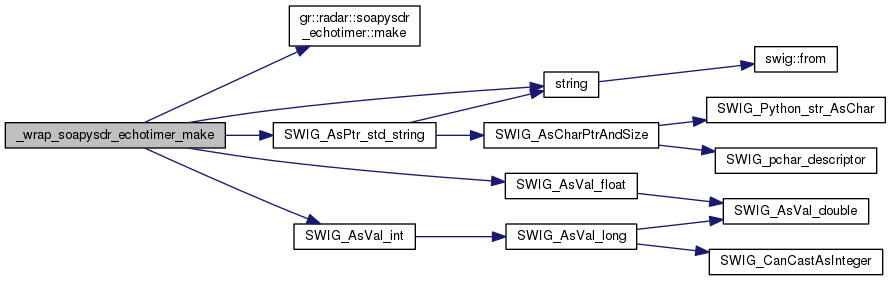 gr::radar::soapysdr
_echotimer::make
swig::from
string
SWIG_Python_str_AsChar
_wrap_soapysdr_echotimer_make
SWIG_AsPtr_std_string
SWIG_AsCharPtrAndSize
SWIG_pchar_descriptor
SWIG_AsVal_float
SWIG_AsVal_double
SWIG_AsVal_int
SWIG_AsVal_long
SWIG_CanCastAsInteger